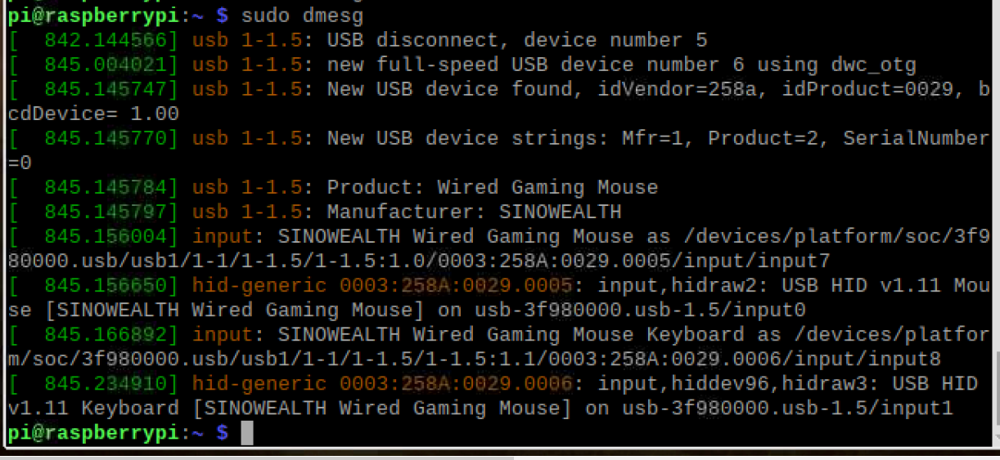 pi@raspberrypi:~ $ sudo dmesg
[  842.144566] usb 1-1.5: USB disconnect, device number 5
[  845.004021] usb 1-1.5: new full-speed USB device number 6 using dwc_otg
[  845.145747] usb 1-1.5: New USB device found, idVendor=258a, idProduct=0029, b
cdDevice= 1.00
[  845.145770] usb 1-1.5: New USB device strings: Mfr=1, Product=2, SerialNumber
=0
[  845.145784] usb 1-1.5: Product: Wired Gaming Mouse
[  845.145797] usb 1-1.5: Manufacturer: SINOWEALTH
[  845.156004] input: SINOWEALTH Wired Gaming Mouse as /devices/platform/soc/3f9
80000.usb/usb1/1-1/1-1.5/1-1.5:1.0/0003:258A:0029.0005/input/input7
[  845.156650] hid-generic 0003:258A:0029.0005: input,hidraw2: USB HID v1.11 Mou
se [SINOWEALTH Wired Gaming Mouse] on usb-3f980000.usb-1.5/input0
[  845.166892] input: SINOWEALTH Wired Gaming Mouse Keyboard as /devices/platfor
m/soc/3f980000.usb/usb1/1-1/1-1.5/1-1.5:1.1/0003:258A:0029.0006/input/input8
[  845.234910] hid-generic 0003:258A:0029.0006: input,hiddev96,hidraw3: USB HID
v1.11 Keyboard [SINOWEALTH Wired Gaming Mouse] on usb-3f980000.usb-1.5/input1
pi@raspberrypi:~ $